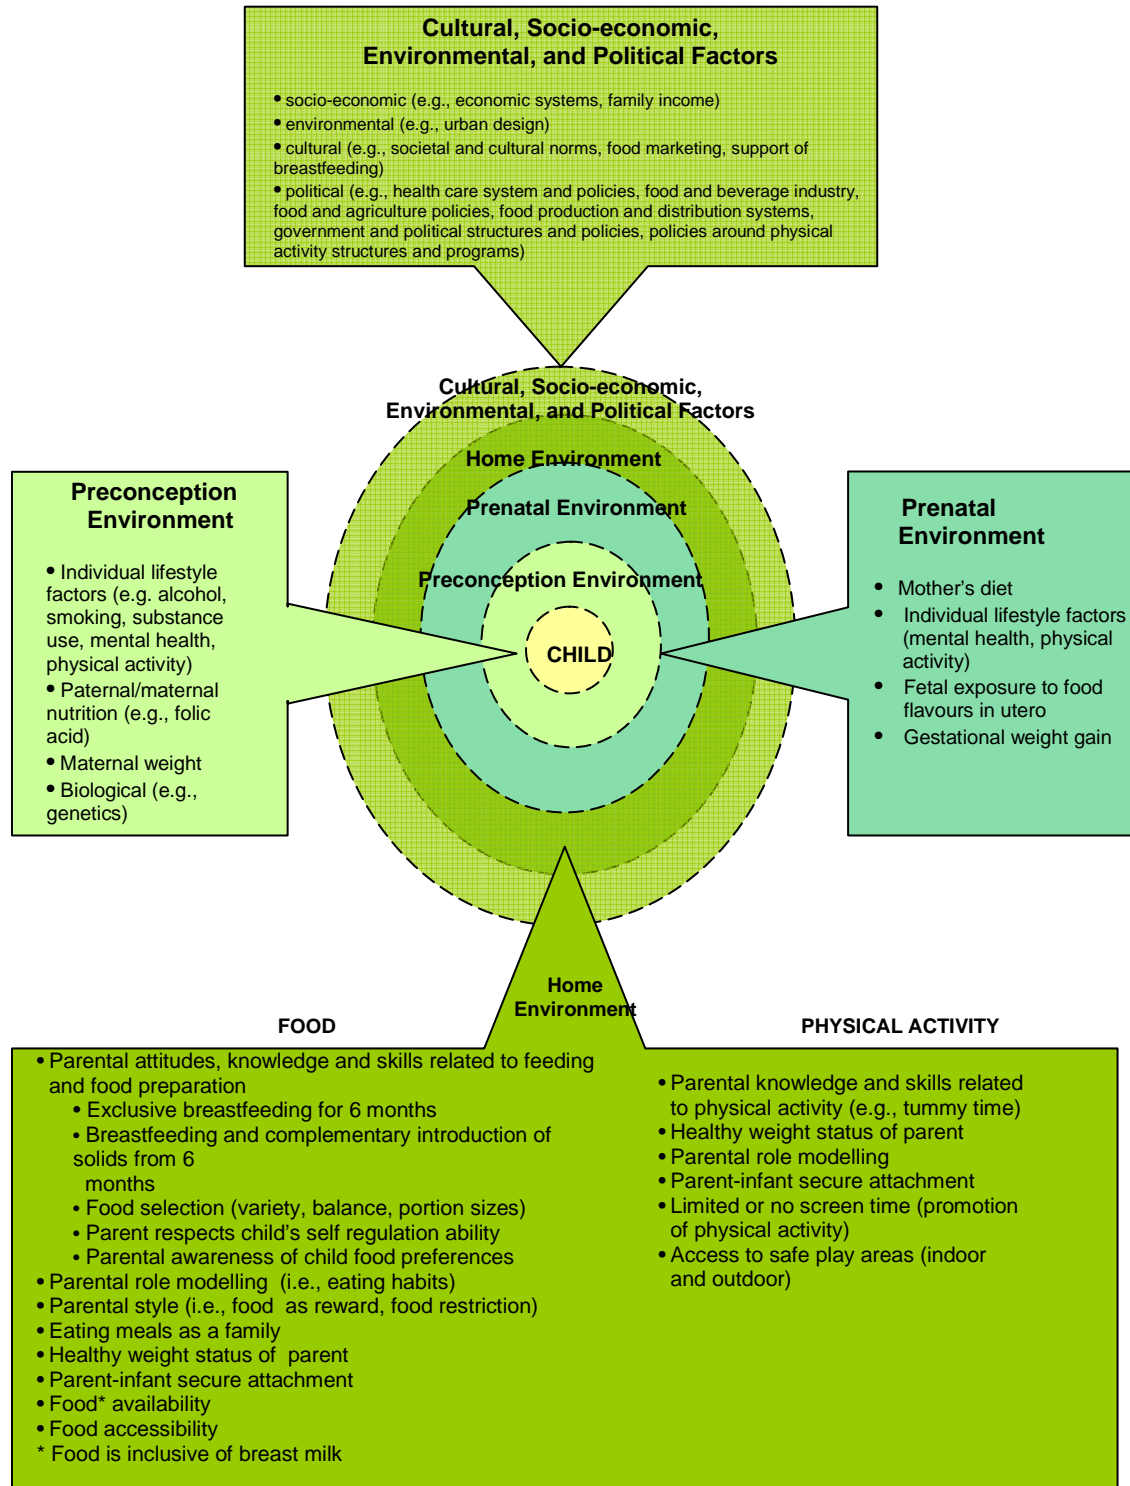 Cultural, Socio-economic,
Environmental, and Political Factors
• socio-economic (e.g., economic systems, family income)
• environmental (e.g., urban design)
• cultural (e.g., societal and cultural norms, food marketing, support of
breastfeeding)
• political (e.g., health care system and policies, food and beverage industry,
food and agriculture policies, food production and distribution systems,
government and political structures and policies, policies around physical
activity structures and programs)
Cultural, Socio-economic,
Environmental, and Political Factors
Home Environment
Prenatal Environment
Preconception Environment
CHILD
Preconception
Environment
• Individual lifestyle
factors (e.g. alcohol,
smoking, substance
use, mental health,
physical activity)
• Paternal/maternal
nutrition (e.g., folic
acid)
• Maternal weight
• Biological (e.g.,
genetics)
Prenatal
Environment
• Mother's diet
• Individual lifestyle factors
(mental health, physical
activity)
• Fetal exposure to food
flavours in utero
• Gestational weight gain
Home
Environment
FOOD
• Parental attitudes, knowledge and skills related to feeding
and food preparation
• Exclusive breastfeeding for 6 months
• Breastfeeding and complementary introduction of
solids from 6
months
• Food selection (variety, balance, portion sizes)
• Parent respects child's self regulation ability
• Parental awareness of child food preferences
• Parental role modelling (i.e., eating habits)
• Parental style (i.e., food as reward, food restriction)
• Eating meals as a family
• Healthy weight status of parent
• Parent-infant secure attachment
• Food* availability
• Food accessibility
* Food is inclusive of breast milk
PHYSICAL ACTIVITY
• Parental knowledge and skills related
to physical activity (e.g., tummy time)
• Healthy weight status of parent
• Parental role modelling
• Parent-infant secure attachment
• Limited or no screen time (promotion
of physical activity)
• Access to safe play areas (indoor
and outdoor)